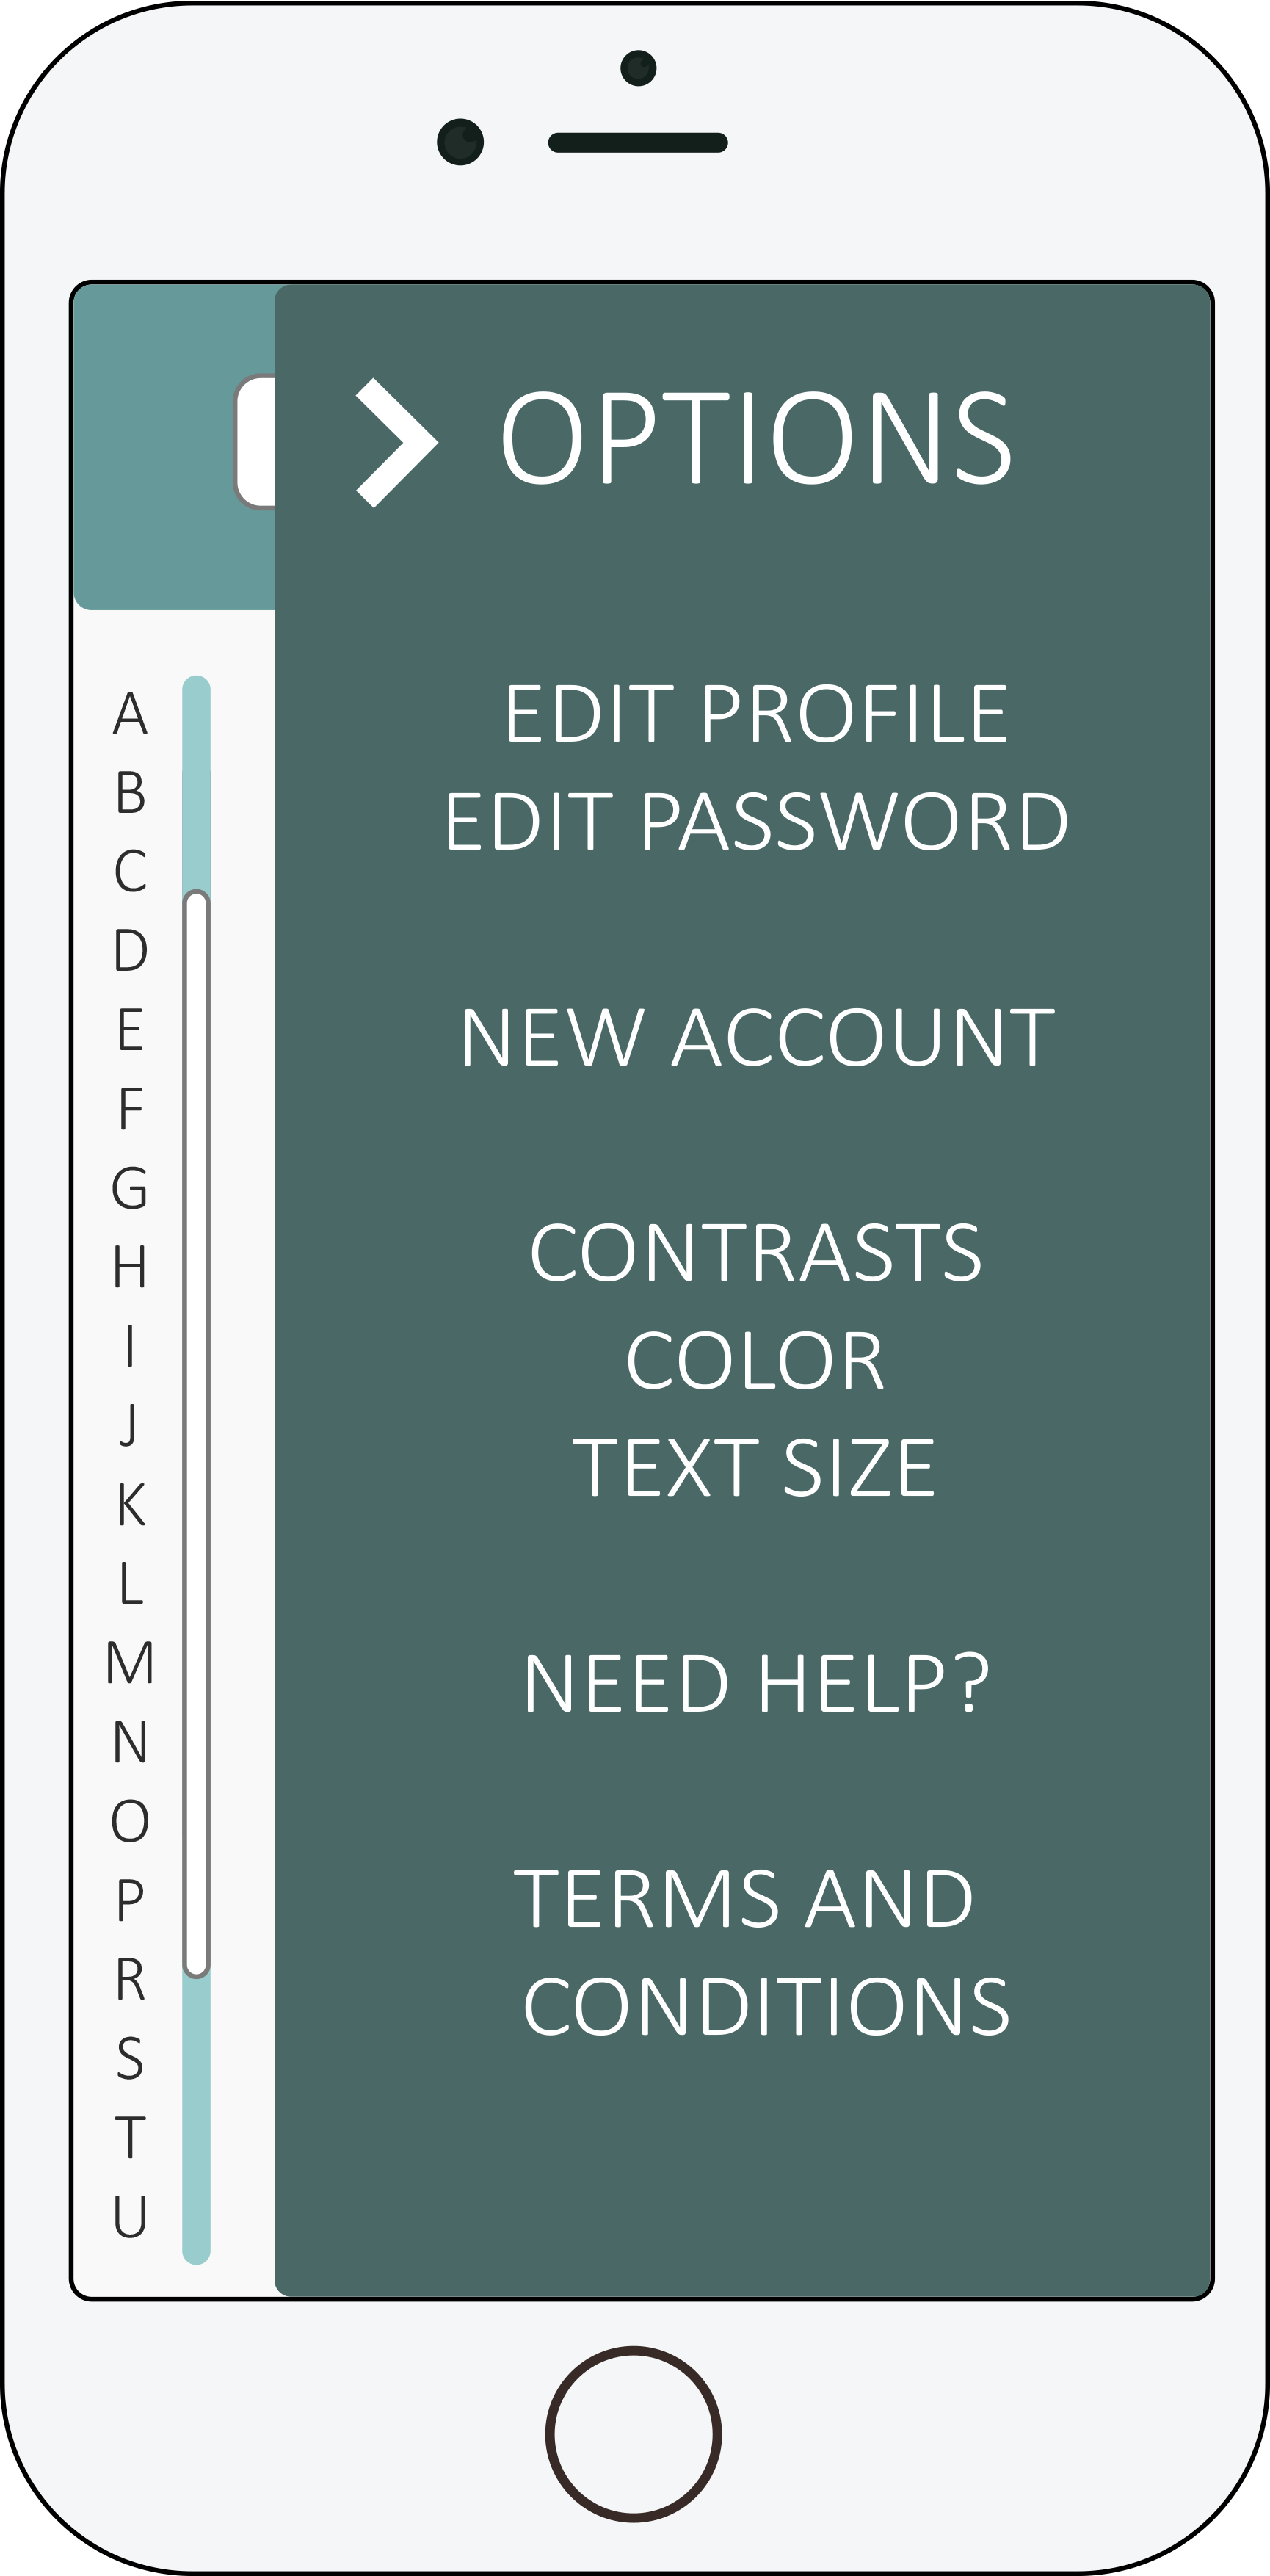 OPTIONS
A
B
C
D
E
F
G
H
I
J
K
L
M
N
O
P
R
S
T
U
EDIT PROFILE
EDIT PASSWORD
NEW ACCOUNT
CONTRASTS
COLOR
TEXT SIZE
NEED HELP?
TERMS AND
CONDITIONS